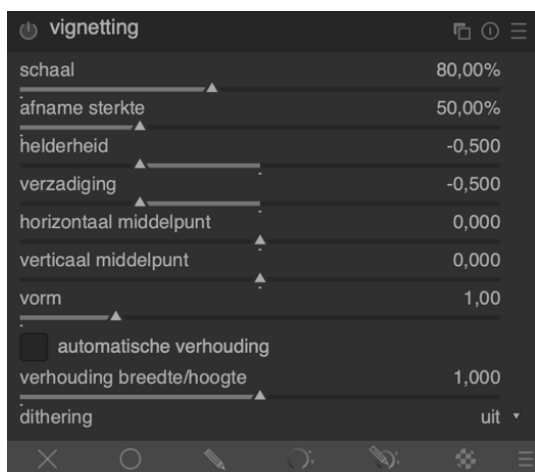 vignetting
schaal 80,00%
afname sterkte 50,00%
helderheid -0,500
verzadiging -0,500
horizontaal middelpunt 0,000
verticaal middelpunt 0,000
vorm 1,00
automatische verhouding
verhouding breedte/hoogte 1,000
dithering uit